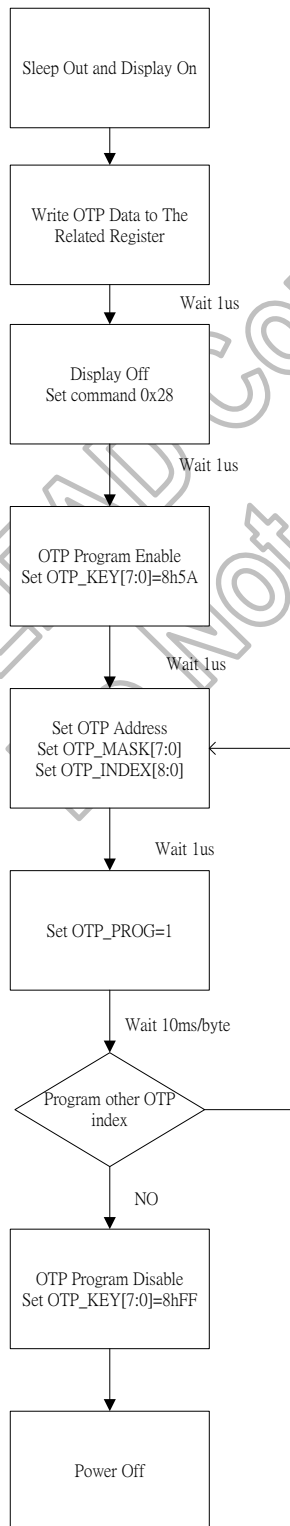 Sleep Out and Display On
Write OTP Data to The
Related Register
Wait 1us
Display Off
Set command 0x28
Wait 1us
OTP Program Enable
Set OTP_KEY[7:0]=8h5A
Wait 1us
Set OTP Address
Set OTP_MASK[7:0]
Set OTP_INDEX[8:0]
Wait 1us
Set OTP_PROG=1
Wait 10ms/byte
Program other OTP
index
NO
OTP Program Disable
Set OTP_KEY[7:0]=8hFF
Power Off